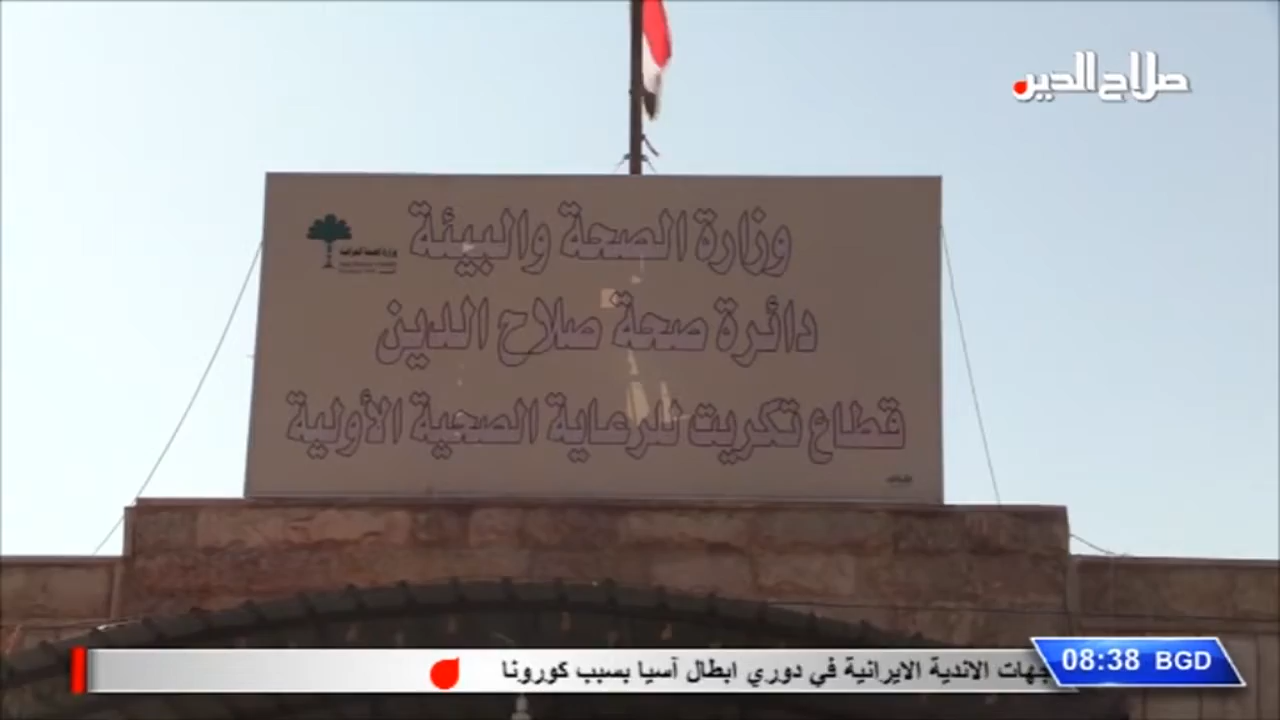 صلاح الدين
وزارة الصحة والبيئة
دائرة صحة صلاح الدين
قطاع تكريت للرعاية الصحية الأولية
الاندية الايرانية في دوري ابطال آسيا بسبب كورونا
08:38 BGD